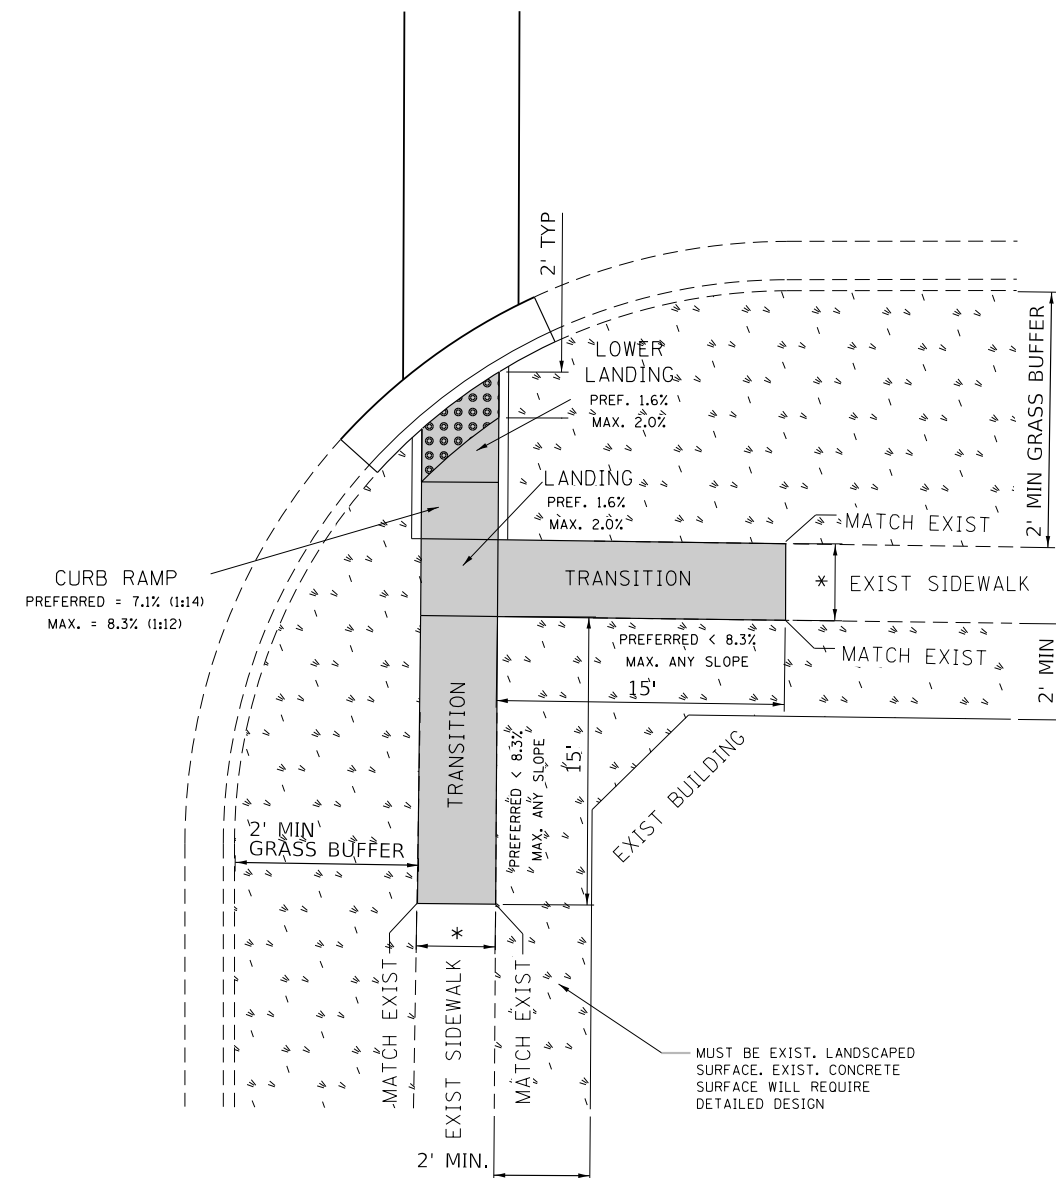 2' TYP
LOWER
LANDING
PREF. 1.6%
MAX. 2.0%
2' MIN GRASS BUFFER
LANDING
PREF. 1.6%
MAX. 2.0%
MATCH EXIST
CURB RAMP
PREFERRED = 7.1% (1:14)
MAX. = 8.3% (1:12)
TRANSITION
* EXIST SIDEWALK
PREFERRED < 8.3%
MAX. ANY SLOPE
MATCH EXIST
2' MIN
15'
TRANSITION
PREFERRED < 8.3%
MAX. ANY SLOPE
15'
EXIST BUILDING
2' MIN
GRASS BUFFER
*
MATCH EXIST
EXIST SIDEWALK
MATCH EXIST
MUST BE EXIST. LANDSCAPED
SURFACE. EXIST. CONCRETE
SURFACE WILL REQUIRE
DETAILED DESIGN
2' MIN.